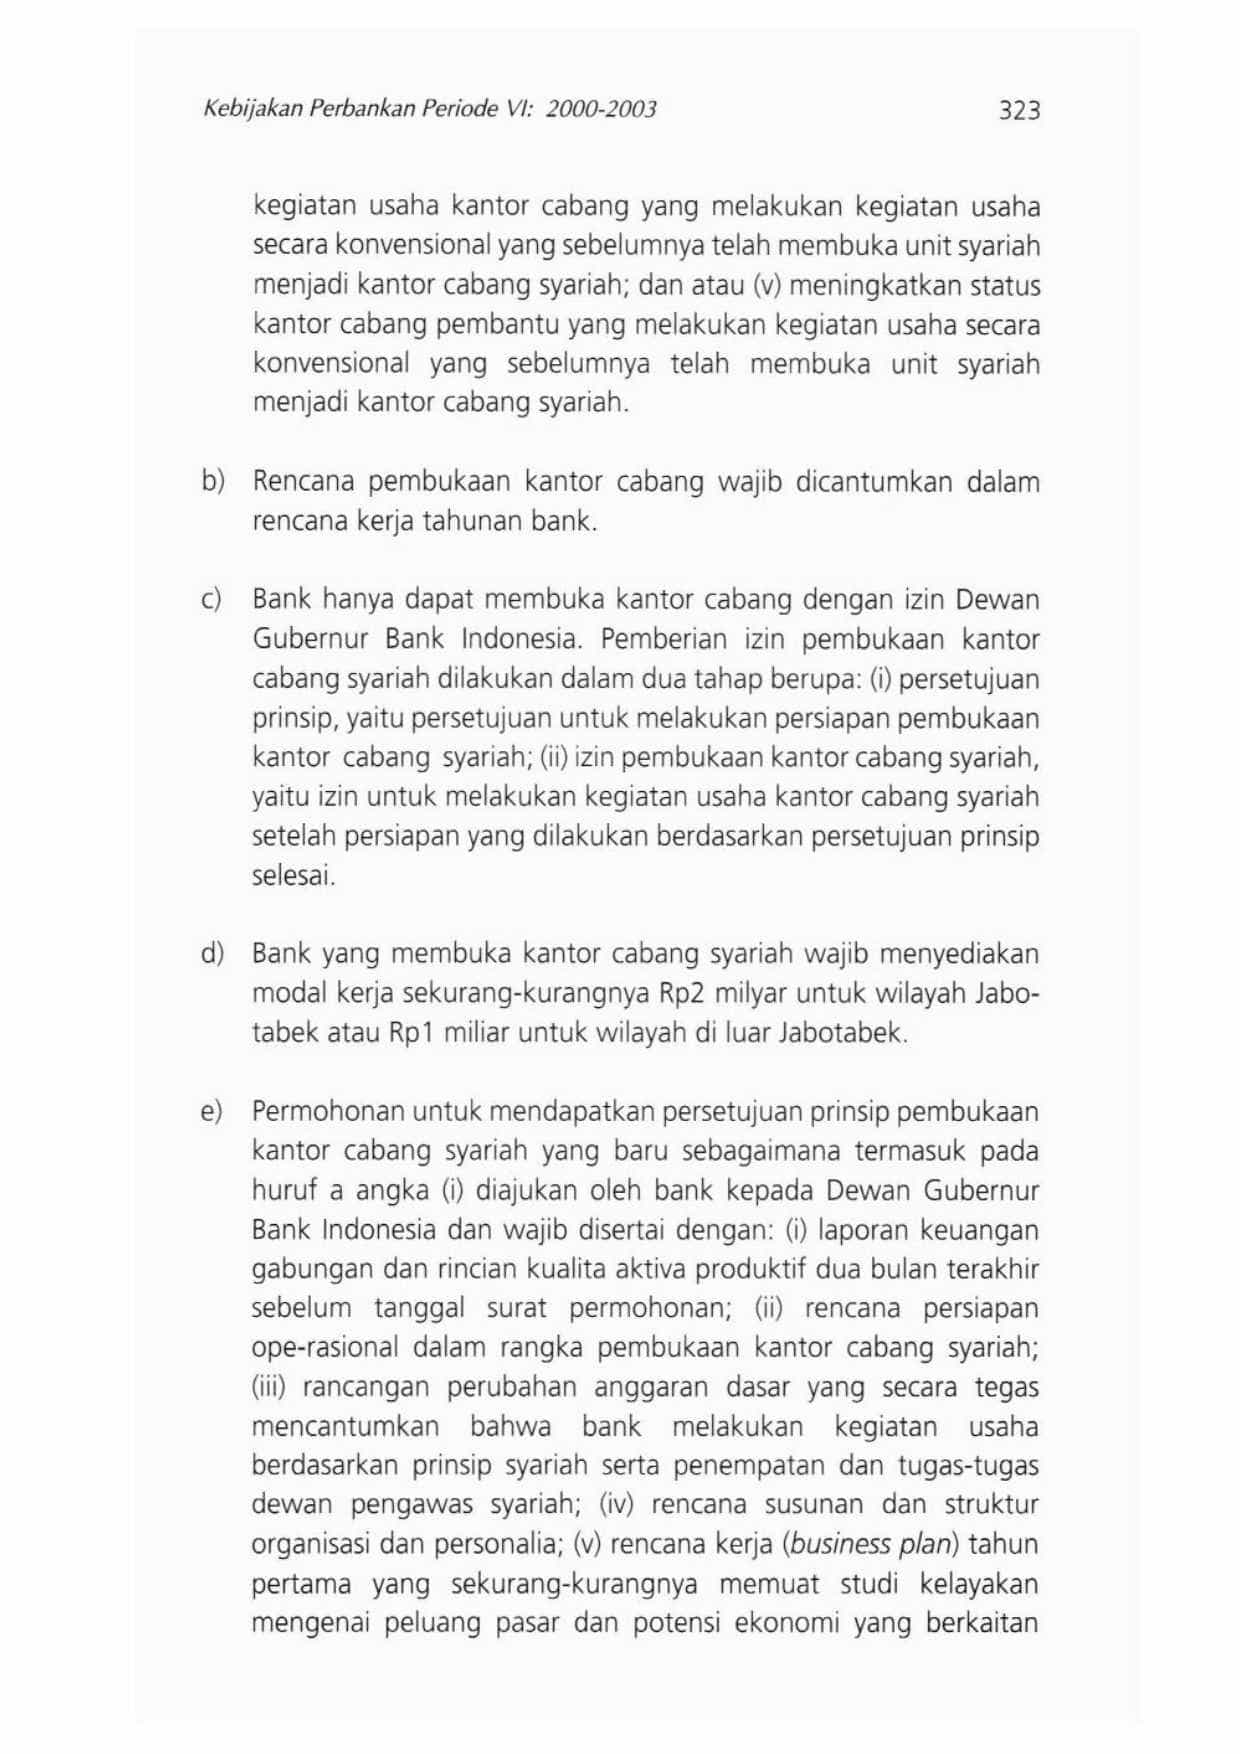 Kebijakan Perbankan Periode VI: 2000-2003 323
kegiatan usaha kantor cabang yang melakukan kegiatan usaha
secara konvensional yang sebelumnya telah membuka unit syariah
menjadi kantor cabang syariah; dan atau (v) meningkatkan status
kantor cabang pembantu yang melakukan kegiatan usaha secara
konvensional yang sebelumnya telah membuka unit syariah
menjadi kantor cabang syariah.
b) Rencana pembukaan kantor cabang wajib dicantumkan dalam
rencana kerja tahunan bank.
c) Bank hanya dapat membuka kantor cabang dengan izin Dewan
Gubernur Bank Indonesia. Pemberian izin pembukaan kantor
cabang syariah dilakukan dalam dua tahap berupa: (i) persetujuan
prinsip, yaitu persetujuan untuk melakukan persiapan pembukaan
kantor cabang syariah; (ii) izin pembukaan kantor cabang syariah,
yaitu izin untuk melakukan kegiatan usaha kantor cabang syariah
setelah persiapan yang dilakukan berdasarkan persetujuan prinsip
selesai.
d) Bank yang membuka kantor cabang syariah wajib menyediakan
modal kerja sekurang-kurangnya Rp2 milyar untuk wilayah Jabo-
tabek atau Rp1 miliar untuk wilayah di luar Jabotabek.
e) Permohonan untuk mendapatkan persetujuan prinsip pembukaan
kantor cabang syariah yang baru sebagaimana termasuk pada
huruf a angka (i) diajukan oleh bank kepada Dewan Gubernur
Bank Indonesia dan wajib disertai dengan: (i) laporan keuangan
gabungan dan rincian kualita aktiva produktif dua bulan terakhir
sebelum tanggal surat permohonan; (ii) rencana persiapan
ope-rasional dalam rangka pembukaan kantor cabang syariah;
(iii) rancangan perubahan anggaran dasar yang secara tegas
mencantumkan bahwa bank melakukan kegiatan usaha
berdasarkan prinsip syariah serta penempatan dan tugas-tugas
dewan pengawas syariah; (iv) rencana susunan dan struktur
organisasi dan personalia; (v) rencana kerja (business plan) tahun
pertama yang sekurang-kurangnya memuat studi kelayakan
mengenai peluang pasar dan potensi ekonomi yang berkaitan